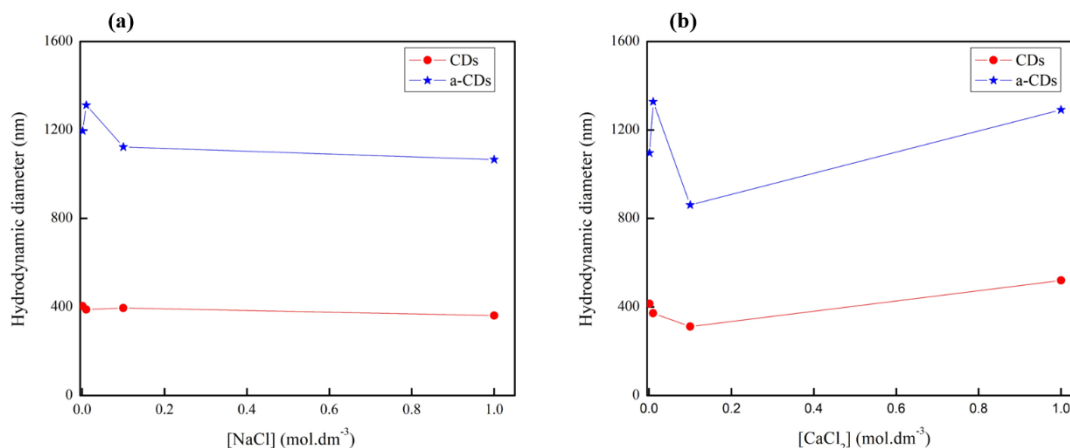 (a)
1600
1200
800
400
0
0.0 0.2 0.4 0.6 0.8 1.0
Hydrodynamic diameter (nm)
[NaCl] (mol.dm⁻³)
CDs
a-CDs
(b)
1600
1200
800
400
0
0.0 0.2 0.4 0.6 0.8 1.0
Hydrodynamic diameter (nm)
[CaCl₂] (mol.dm⁻³)
CDs
a-CDs